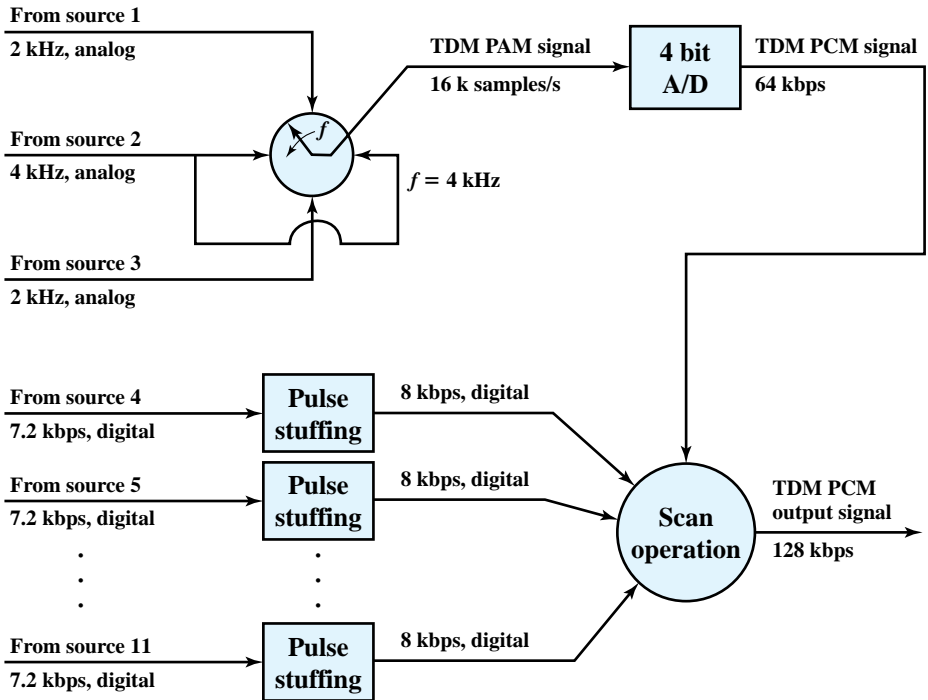 From source 1
2 kHz, analog
TDM PAM signal
16 k samples/s
4 bit
A/D
TDM PCM signal
64 kbps
f
From source 2
4 kHz, analog
f = 4 kHz
From source 3
2 kHz, analog
From source 4
7.2 kbps, digital
Pulse
stuffing
8 kbps, digital
From source 5
7.2 kbps, digital
Pulse
stuffing
8 kbps, digital
Scan
operation
TDM PCM
output signal
128 kbps
From source 11
7.2 kbps, digital
Pulse
stuffing
8 kbps, digital